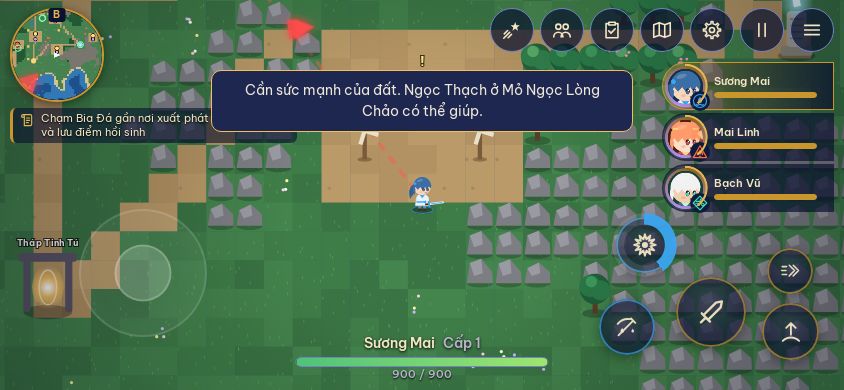 B
!
Cần sức mạnh của đất. Ngọc Thạch ở Mỏ Ngọc Lòng
Chảo có thể giúp.
Chạm Bia Đá gần nơi xuất phát
và lưu điểm hồi sinh
Sương Mai
Mai Linh
Bạch Vũ
Tháp Tinh Tú
Sương Mai Cấp 1
900 / 900